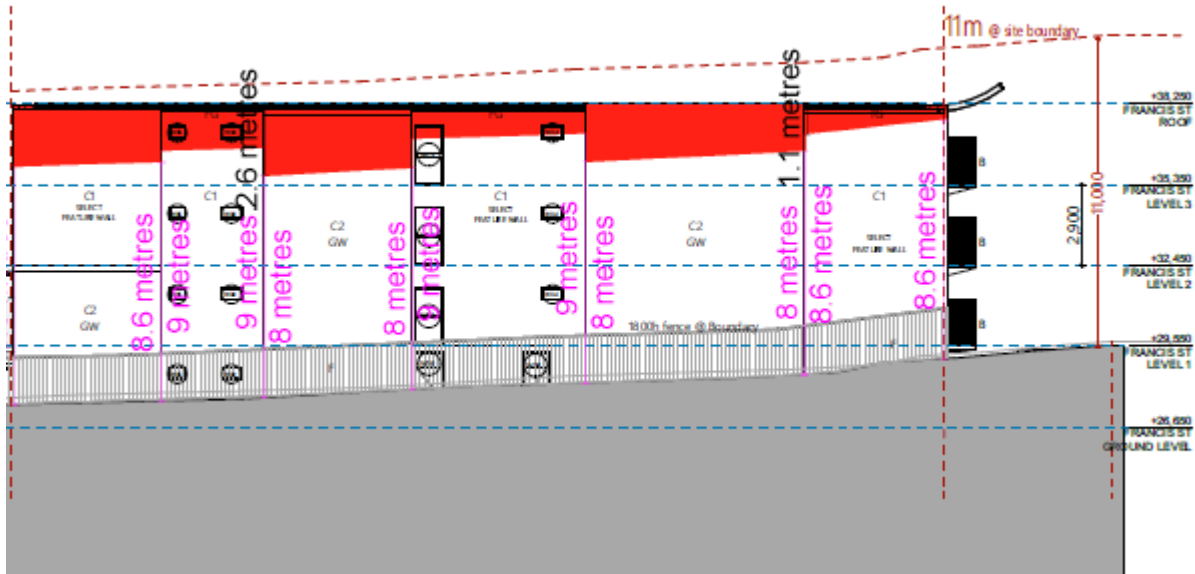 11m @ site boundary
+38,250
FRANCIS ST
ROOF
2.6 metres
1.1 metres
FG
FG
FG
C1
SELECT
FEATURE WALL
C1
C2
GW
C1
SELECT
FEATURE WALL
C2
GW
C1
SELECT
FEATURE WALL
B
+35,350
FRANCIS ST
LEVEL 3
11,000
2,900
B
8.6 metres
9 metres
9 metres
8 metres
8 metres
9 metres
9 metres
8 metres
8 metres
8.6 metres
8.6 metres
+32,450
FRANCIS ST
LEVEL 2
C2
GW
B
1800h fence @ Boundary
F
F
+29,550
FRANCIS ST
LEVEL 1
+26,650
FRANCIS ST
GROUND LEVEL